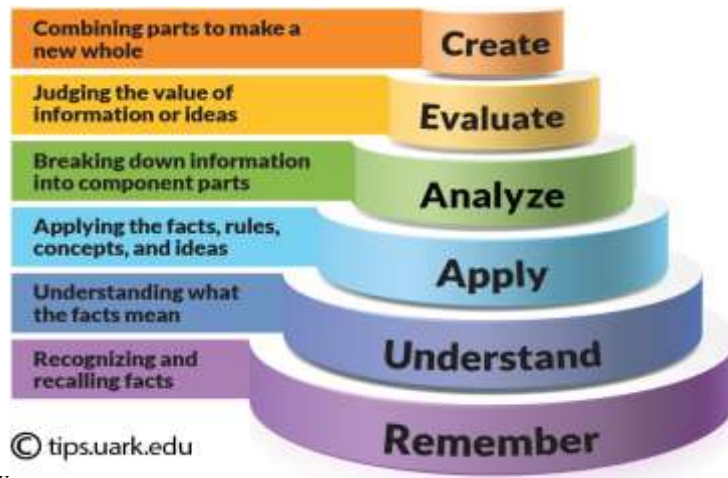 Combining parts to make a
new whole
Create
Judging the value of
information or ideas
Evaluate
Breaking down information
into component parts
Analyze
Applying the facts, rules,
concepts, and ideas
Apply
Understanding what
the facts mean
Understand
Recognizing and
recalling facts
Remember
© tips.uark.edu